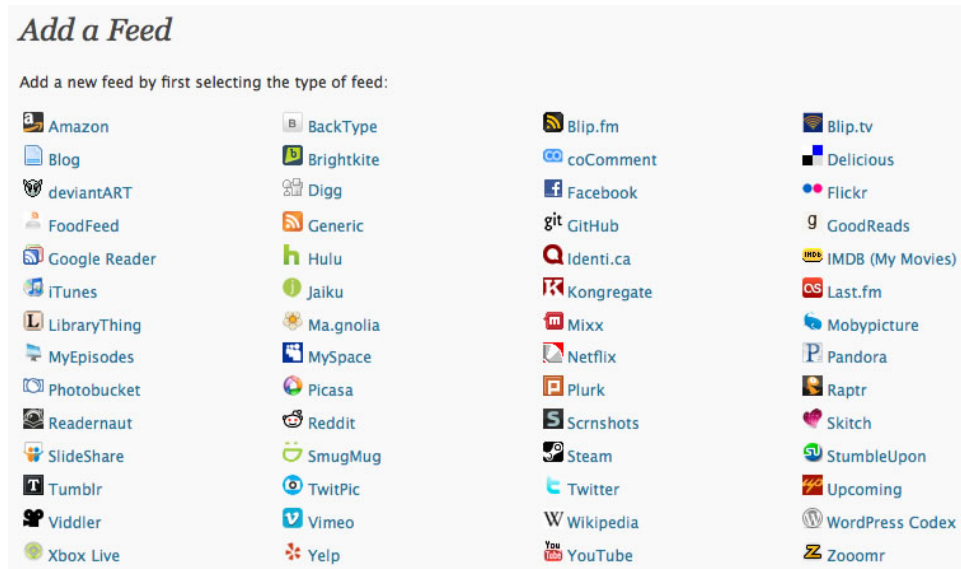 Add a Feed
Add a new feed by first selecting the type of feed:
Amazon BackType Blip.fm Blip.tv
Blog Brightkite coComment Delicious
deviantART Digg Facebook Flickr
FoodFeed Generic git GitHub g GoodReads
Google Reader Hulu Identi.ca IMDB (My Movies)
iTunes Jaiku Kongregate Last.fm
LibraryThing Ma.gnolia Mixx Mobypicture
MyEpisodes MySpace Netflix Pandora
Photobucket Picasa Plurk Raptr
Readernaut Reddit Scrnshots Skitch
SlideShare SmugMug Steam StumbleUpon
Tumblr TwitPic Twitter Upcoming
Viddler Vimeo Wikipedia WordPress Codex
Xbox Live Yelp YouTube Zooomr